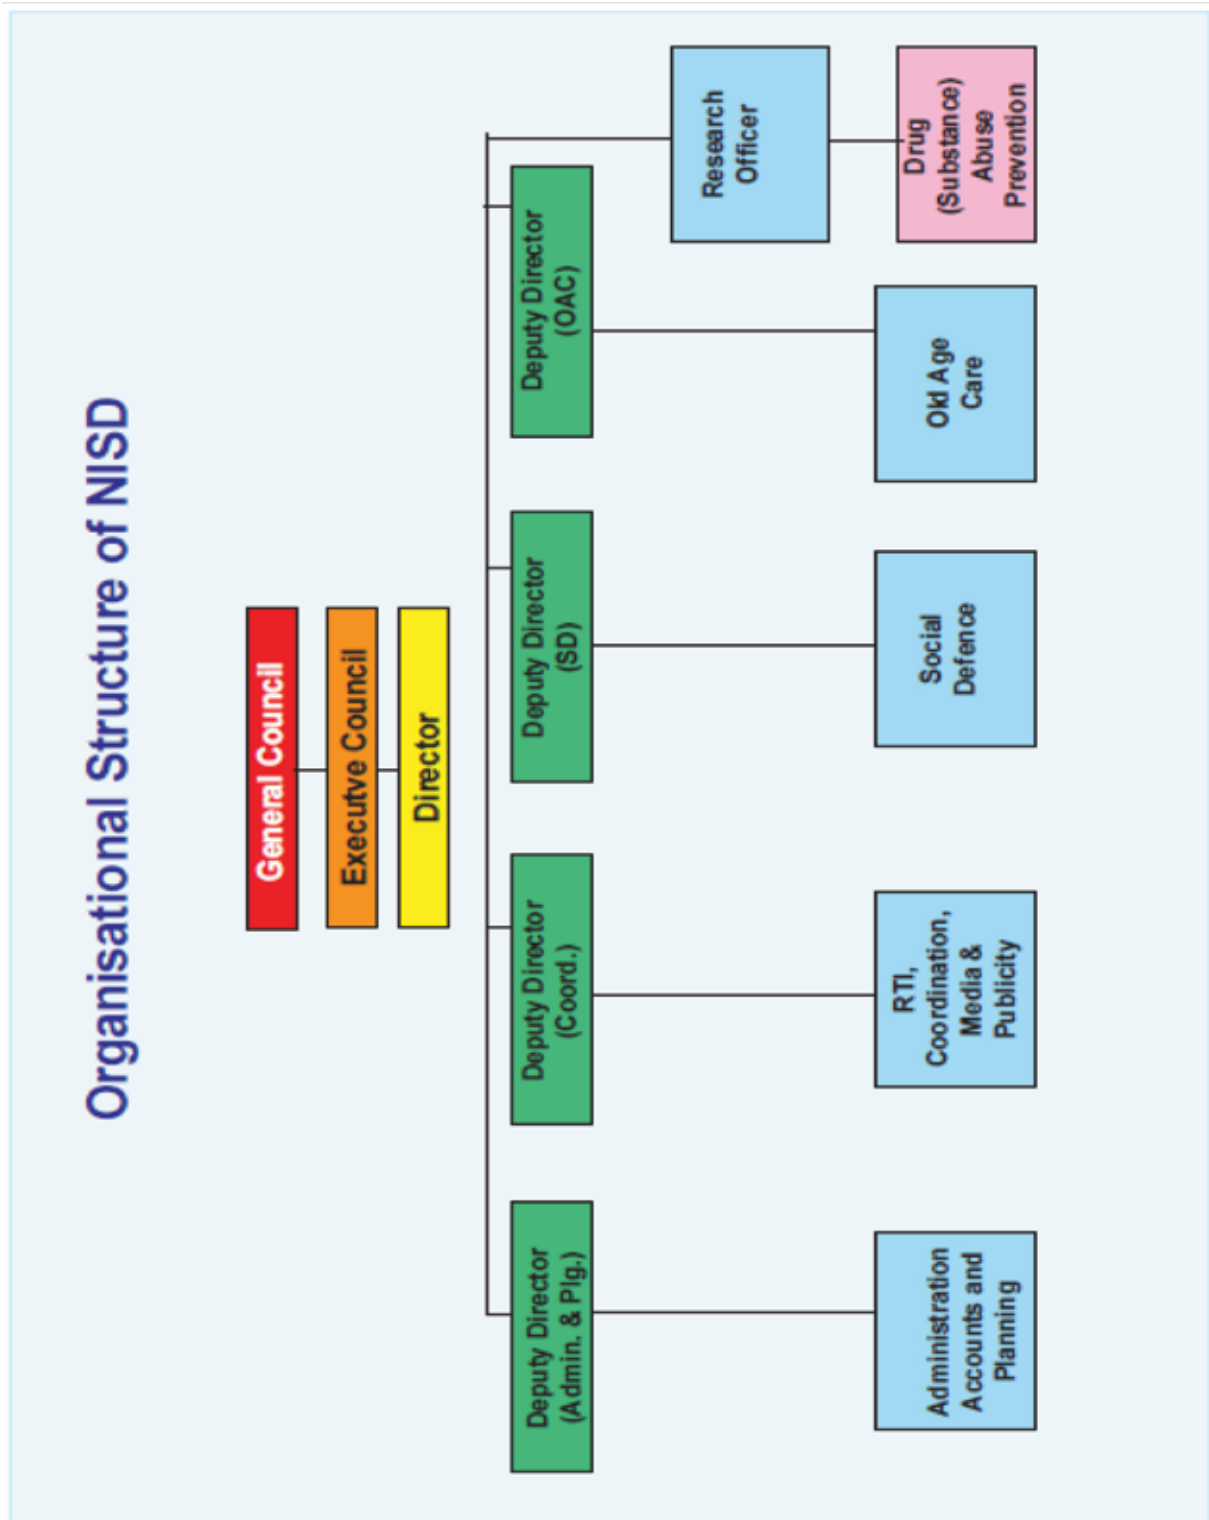 Organisational Structure of NISD
General Council
Executve Council
Director
Deputy Director
(Admin. & Plg.)
Deputy Director
(Coord.)
Deputy Director
(SD)
Deputy Director
(OAC)
Research
Officer
Administration
Accounts and
Planning
RTI,
Coordination,
Media &
Publicity
Social
Defence
Old Age
Care
Drug
(Substance)
Abuse
Prevention